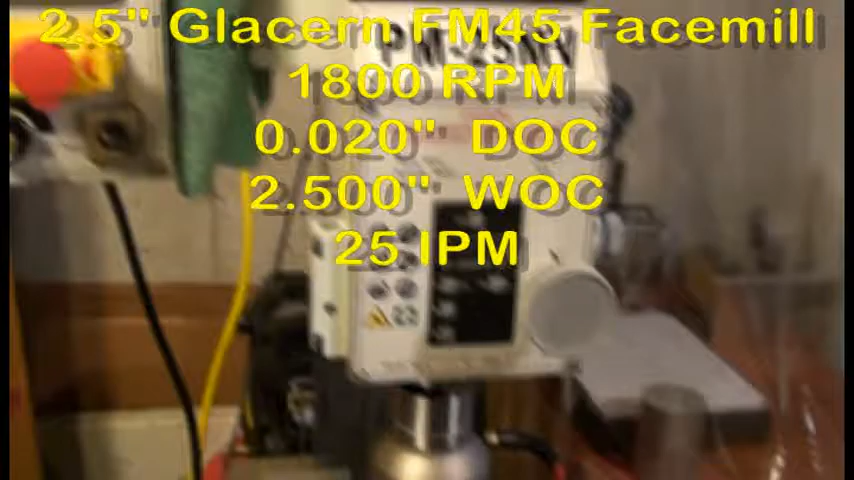 2.5" Glacern FM45 Facemill
1800 RPM
0.020" DOC
2.500" WOC
25 IPM